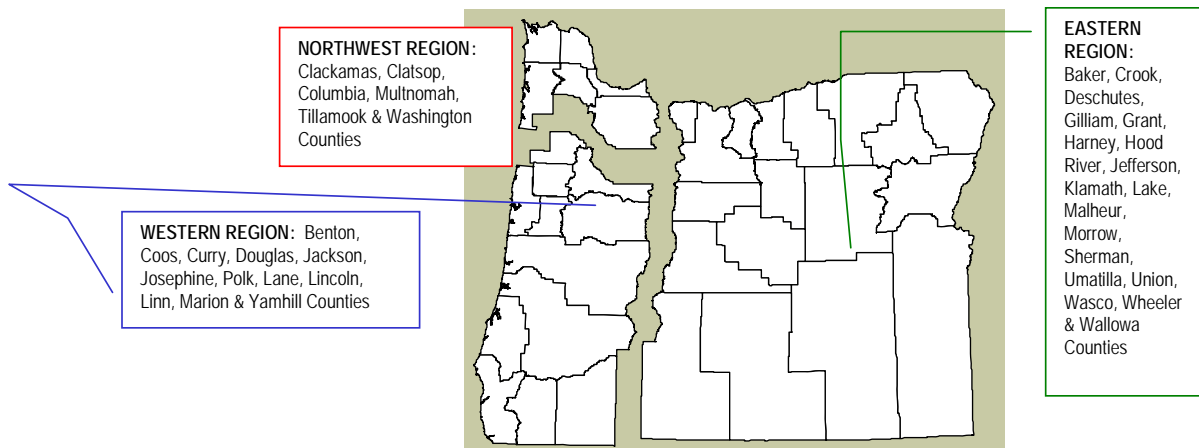 NORTHWEST REGION:
Clackamas, Clatsop,
Columbia, Multnomah,
Tillamook & Washington
Counties
WESTERN REGION: Benton,
Coos, Curry, Douglas, Jackson,
Josephine, Polk, Lane, Lincoln,
Linn, Marion & Yamhill Counties
EASTERN
REGION:
Baker, Crook,
Deschutes,
Gilliam, Grant,
Harney, Hood
River, Jefferson,
Klamath, Lake,
Malheur,
Morrow,
Sherman,
Umatilla, Union,
Wasco, Wheeler
& Wallowa
Counties